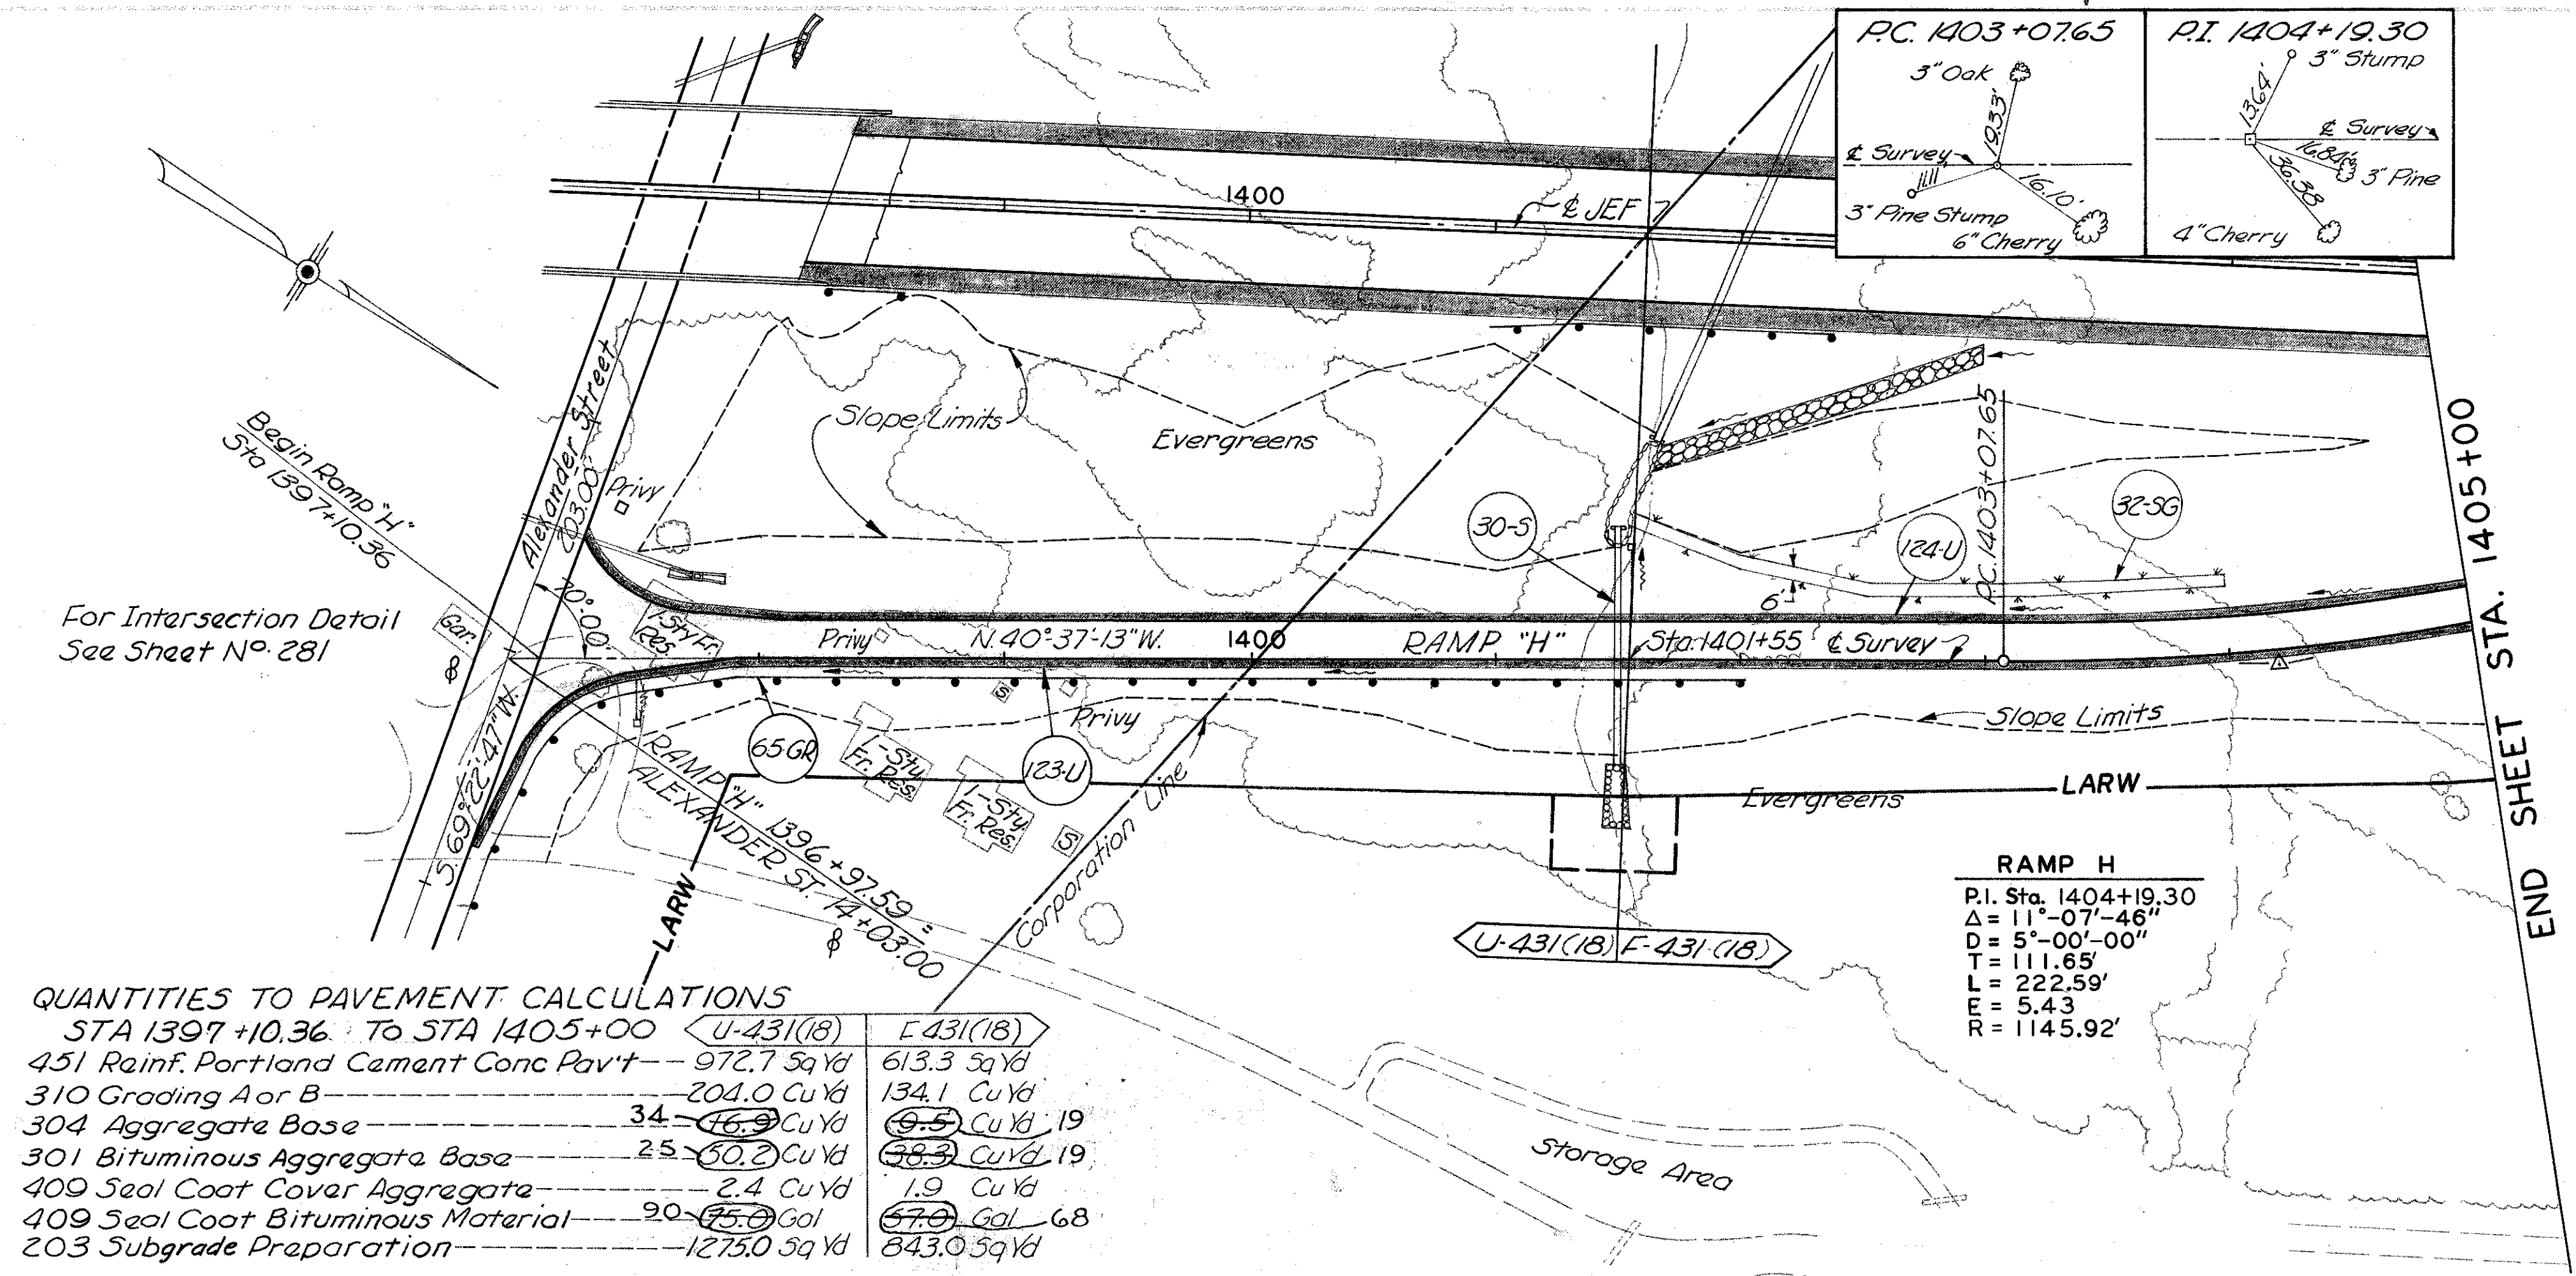 P.C. 1403+07.65
3" Oak
19.33'
℄ Survey
16.10'
3" Pine Stump
6" Cherry
P.I. 1404+19.30
3" Stump
13.64'
℄ Survey
16.84'
3" Pine
36.38
4" Cherry
1400
℄ JEF 7
Alexander Street
203.00'
Slope Limits
Evergreens
Privy
Begin Ramp "H"
Sta 1397+10.36
70°-00'
For Intersection Detail
See Sheet Nº 281
Gar.
1-Sty Fr.
Res.
Privy
N. 40°-37'-13" W.
1400
RAMP "H"
Sta. 1401+55
℄ Survey
30-S
124-U
32-SG
6'
P.C. 1403+07.65
END SHEET STA. 1405+00
S. 69°-22'-47" W.
65-GR
123-U
1-Sty
Fr. Res.
1-Sty
Fr. Res.
S
S
Privy
Slope Limits
LARW
LARW
Evergreens
Corporation Line
RAMP "H" 1396+97.59
ALEXANDER ST. 14+03.00
U-431(18) F-431-(18)
RAMP H
P.I. Sta. 1404+19.30
Δ = 11°-07'-46"
D = 5°-00'-00"
T = 111.65'
L = 222.59'
E = 5.43
R = 1145.92'
QUANTITIES TO PAVEMENT CALCULATIONS
STA 1397+10.36 To STA 1405+00 U-431(18) F 431(18)
451 Reinf. Portland Cement Conc Pav't-- 972.7 Sq Yd 613.3 Sq Yd
310 Grading A or B-- 204.0 Cu Yd 134.1 Cu Yd
304 Aggregate Base-- 34 16.9 Cu Yd 9.5 Cu Yd 19
301 Bituminous Aggregate Base-- 25 50.2 Cu Yd 38.3 Cu Yd 19
409 Seal Coat Cover Aggregate-- 2.4 Cu Yd 1.9 Cu Yd
409 Seal Coat Bituminous Material-- 90 75.0 Gal 57.0 Gal 68
203 Subgrade Preparation-- 1275.0 Sq Yd 843.0 Sq Yd
Storage Area